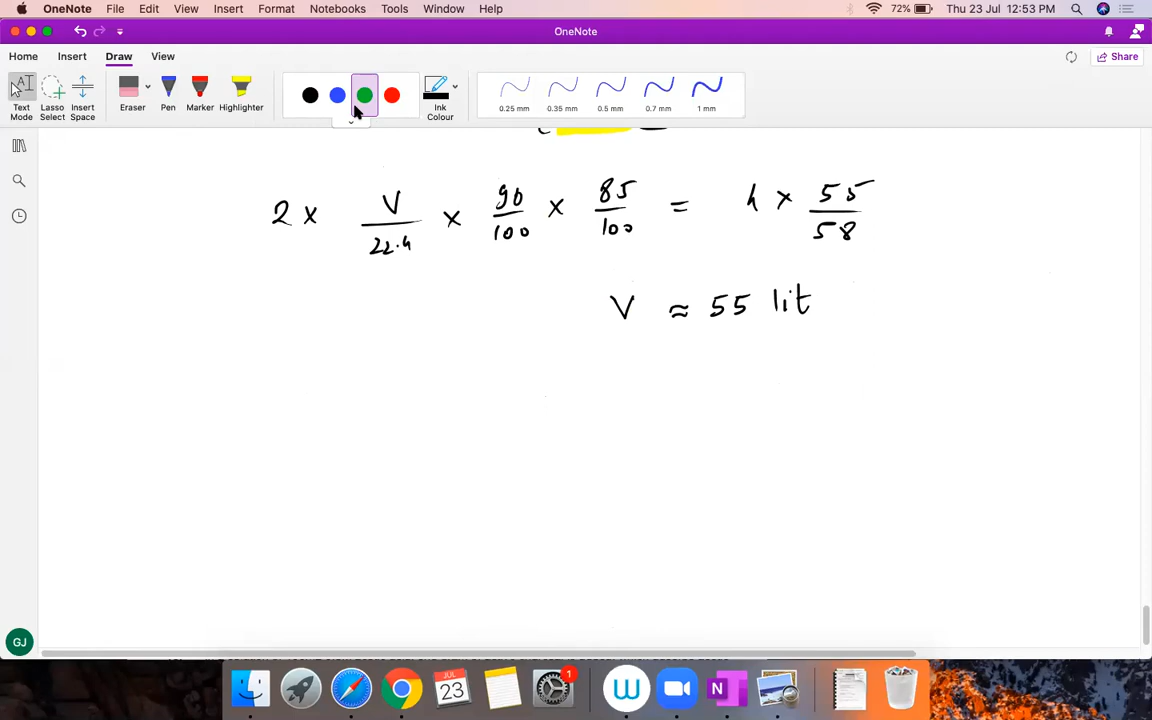 OneNote File Edit View Insert Format Notebooks Tools Window Help 72% Thu 23 Jul 12:53 PM
OneNote
Home Insert Draw View Share
Text Mode Lasso Select Insert Space Eraser Pen Marker Highlighter Ink Colour 0.25 mm 0.35 mm 0.5 mm 0.7 mm 1 mm
2 × V/22.4 × 90/100 × 85/100 = 4 × 55/58
V ≈ 55 lit
GJ
JUL 23 1